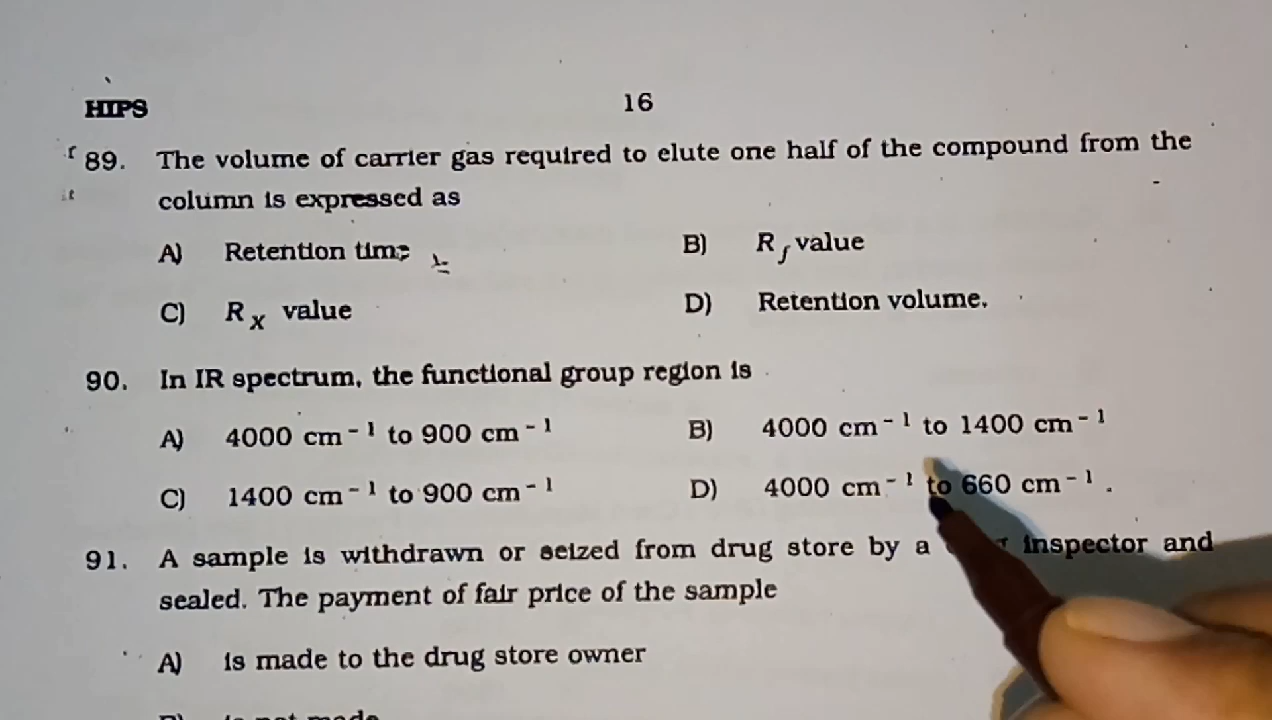 HIPS
16
89. The volume of carrier gas required to elute one half of the compound from the
column is expressed as
A) Retention time
B) R f value
C) R X value
D) Retention volume.
90. In IR spectrum, the functional group region is
A) 4000 cm⁻¹ to 900 cm⁻¹
B) 4000 cm⁻¹ to 1400 cm⁻¹
C) 1400 cm⁻¹ to 900 cm⁻¹
D) 4000 cm⁻¹ to 660 cm⁻¹ .
91. A sample is withdrawn or seized from drug store by a inspector and
sealed. The payment of fair price of the sample
A) is made to the drug store owner
is not made